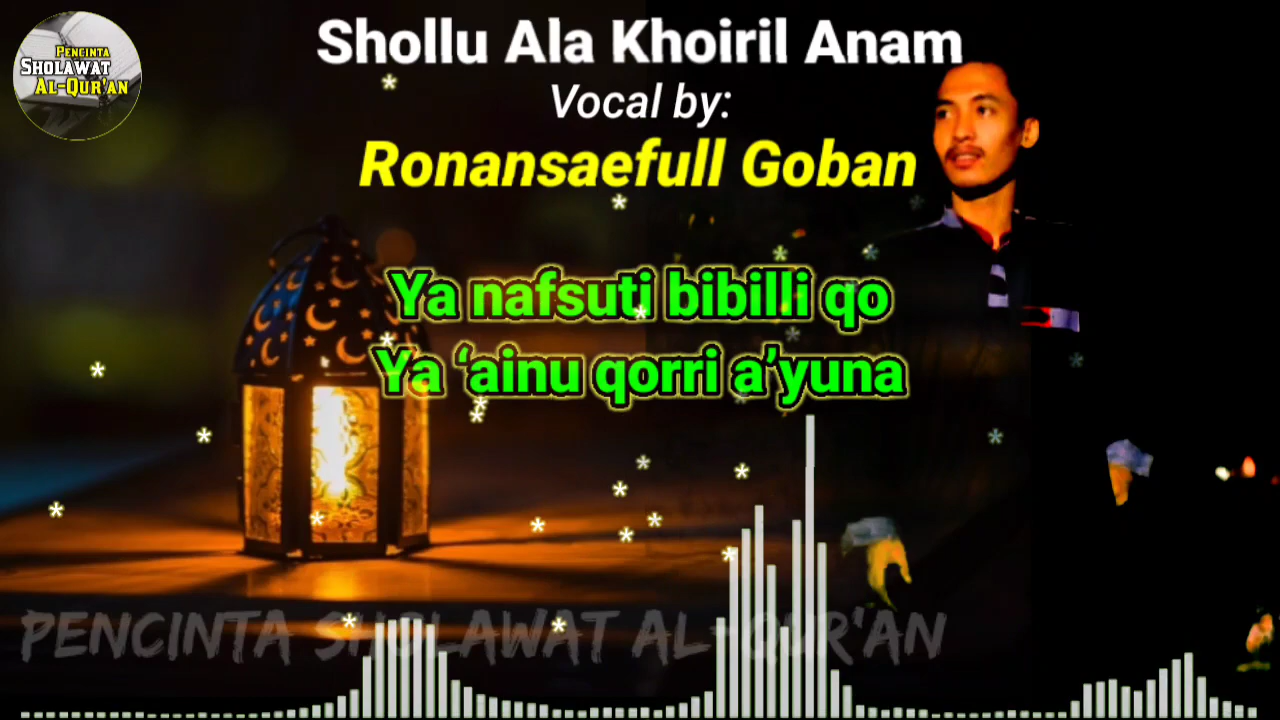 PENCINTA
SHOLAWAT
AL-QUR'AN
Shollu Ala Khoiril Anam
Vocal by:
Ronansaefull Goban
Ya nafsuti bibilli qo
Ya ‘ainu qorri a’yuna
PENCINTA SHOLAWAT AL-QUR'AN